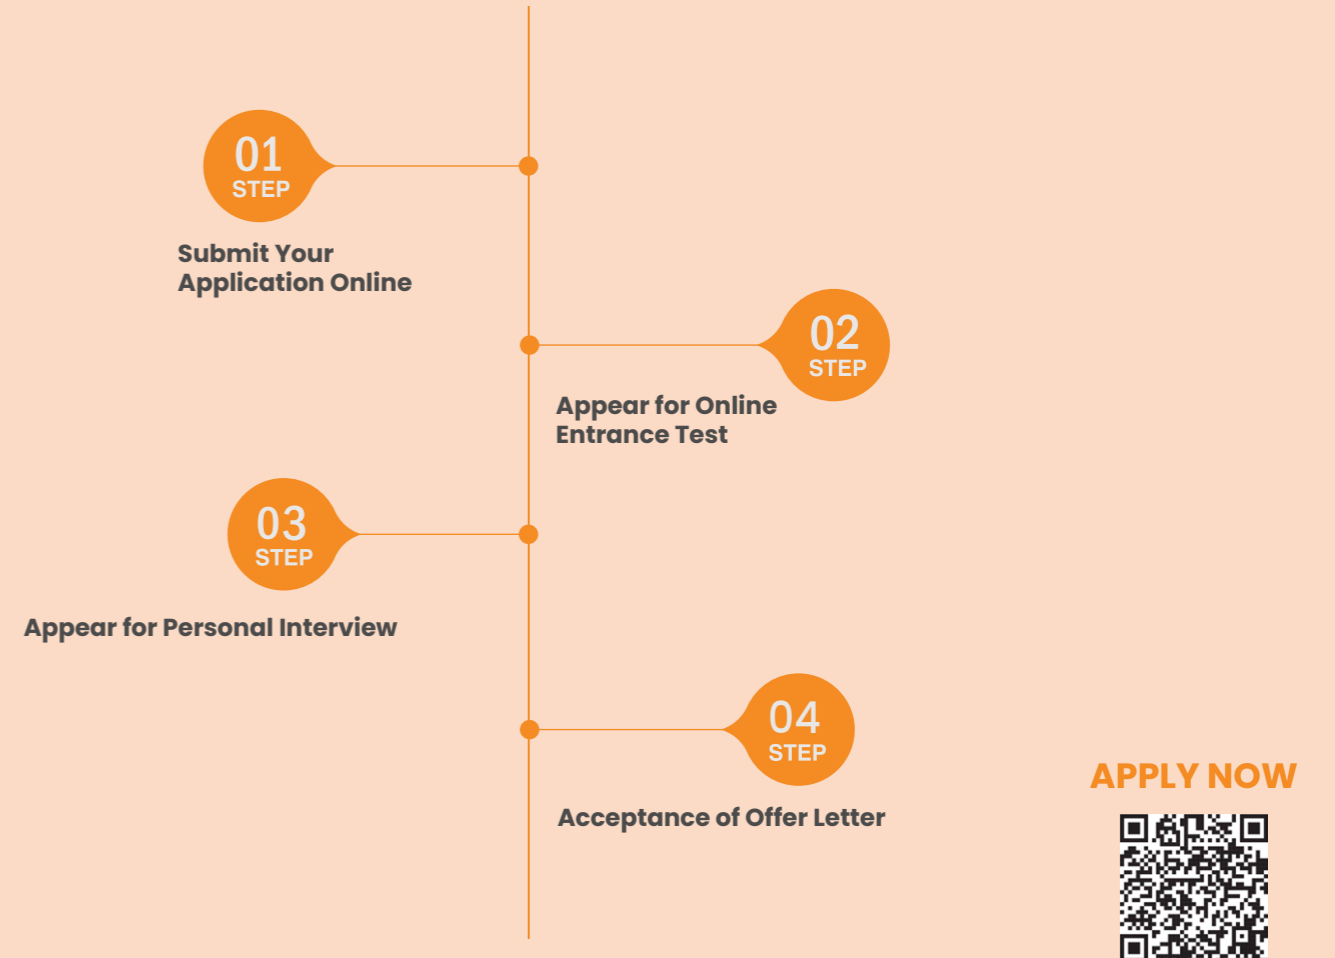 01
STEP
Submit Your
Application Online
02
STEP
Appear for Online
Entrance Test
03
STEP
Appear for Personal Interview
04
STEP
Acceptance of Offer Letter
APPLY NOW